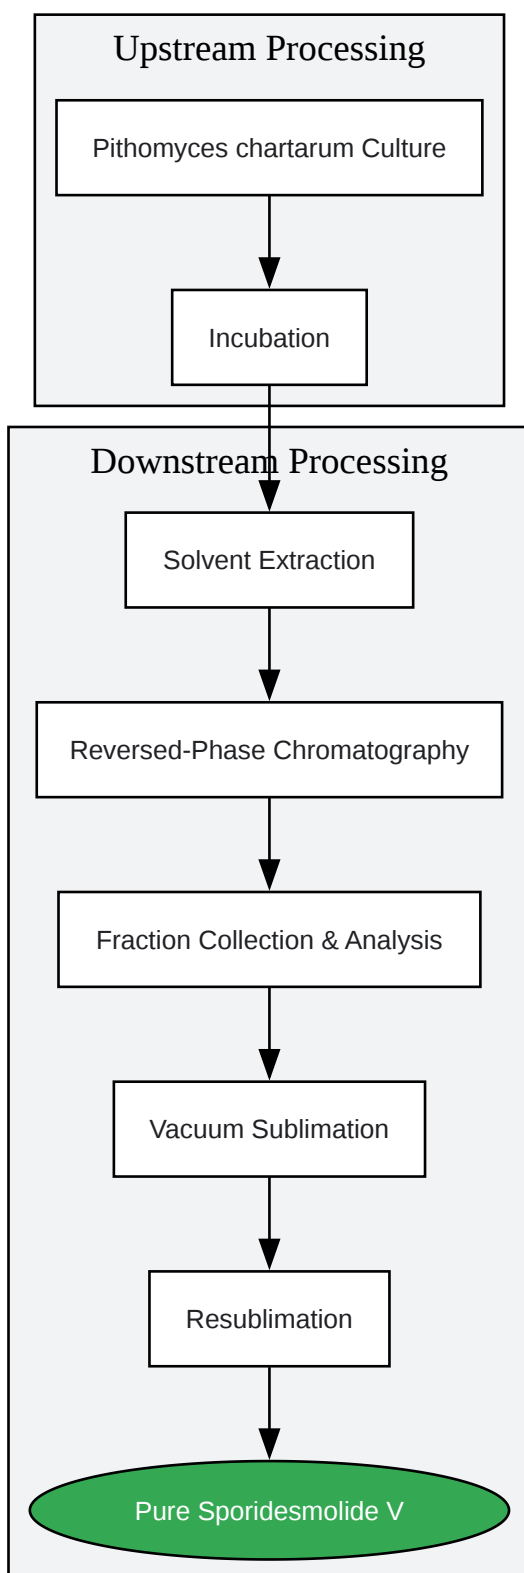 Upstream Processing
Pithomyces chartarum Culture
Incubation
Downstream Processing
Solvent Extraction
Reversed-Phase Chromatography
Fraction Collection & Analysis
Vacuum Sublimation
Resublimation
Pure Sporidesmolide V